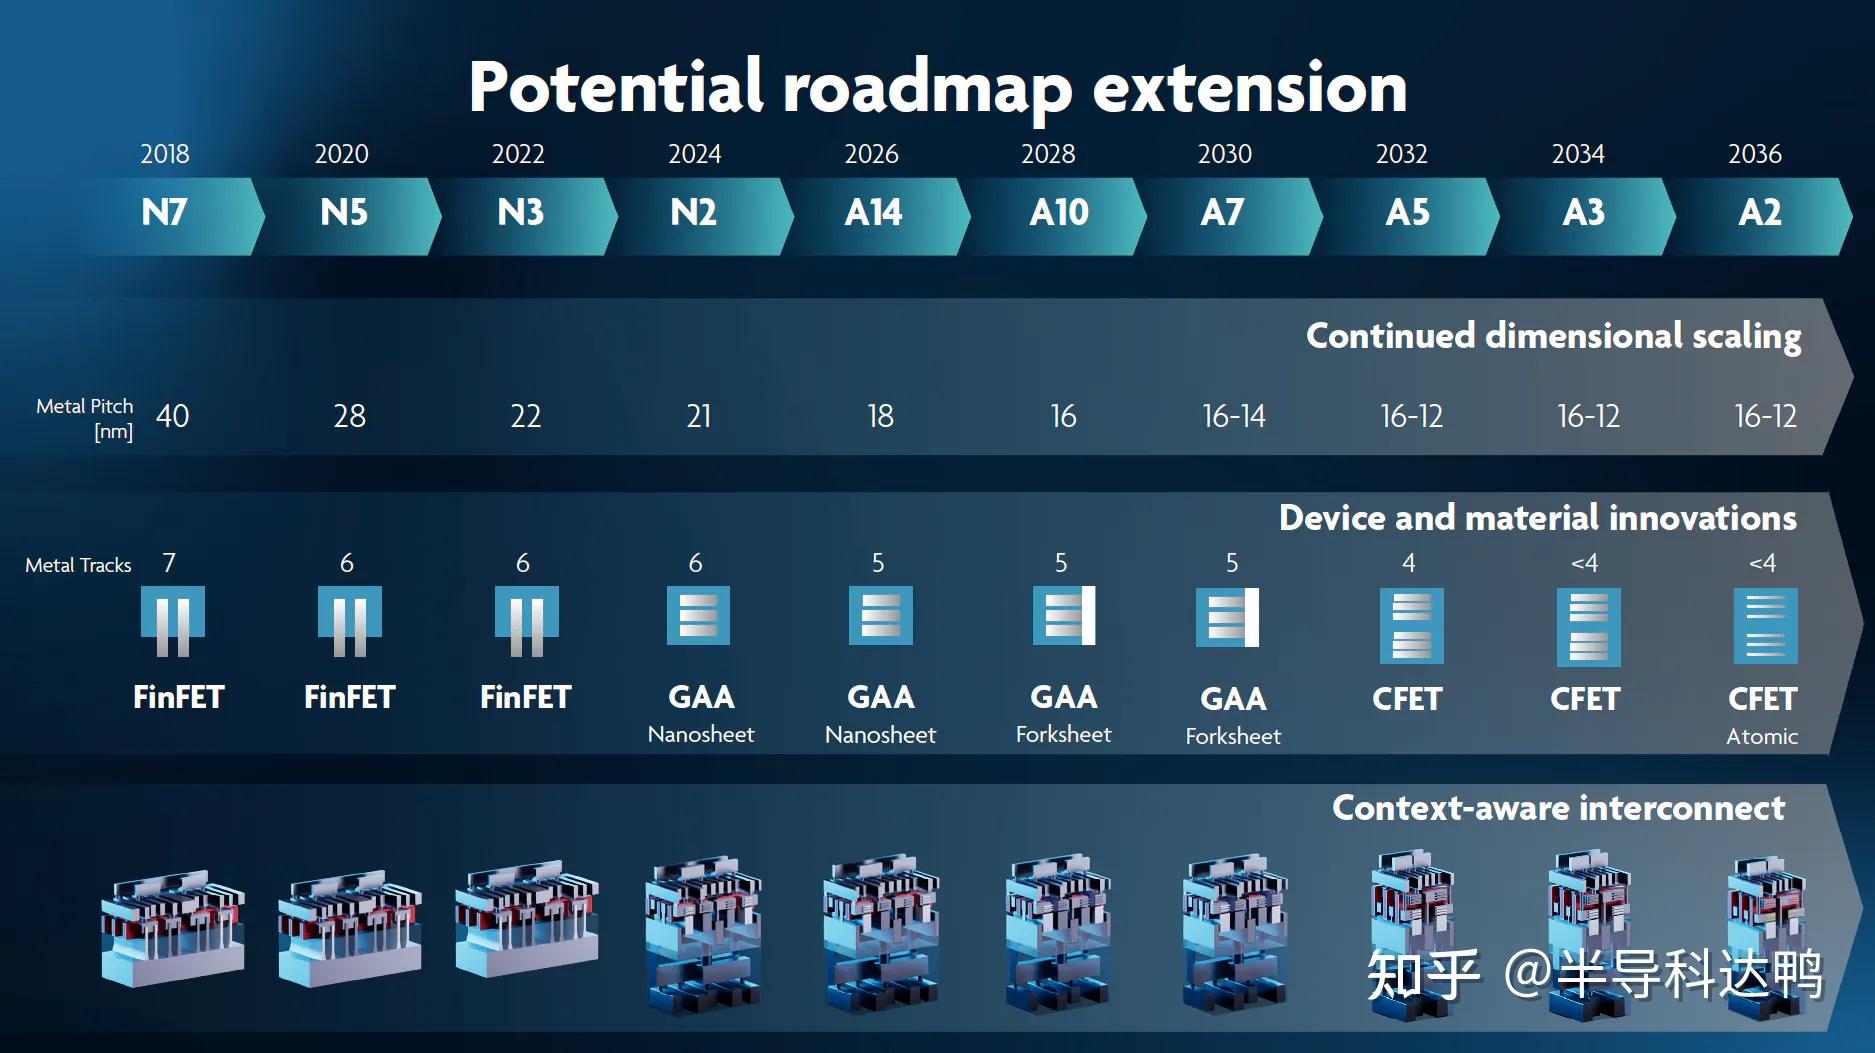 Potential roadmap extension
2018 2020 2022 2024 2026 2028 2030 2032 2034 2036
N7 N5 N3 N2 A14 A10 A7 A5 A3 A2
Continued dimensional scaling
Metal Pitch
[nm]
40 28 22 21 18 16 16-14 16-12 16-12 16-12
Device and material innovations
Metal Tracks 7 6 6 6 5 5 5 4 <4 <4
FinFET FinFET FinFET GAA GAA GAA GAA CFET CFET CFET
Nanosheet Nanosheet Forksheet Forksheet Atomic
Context-aware interconnect
知乎 @半导科达鸭